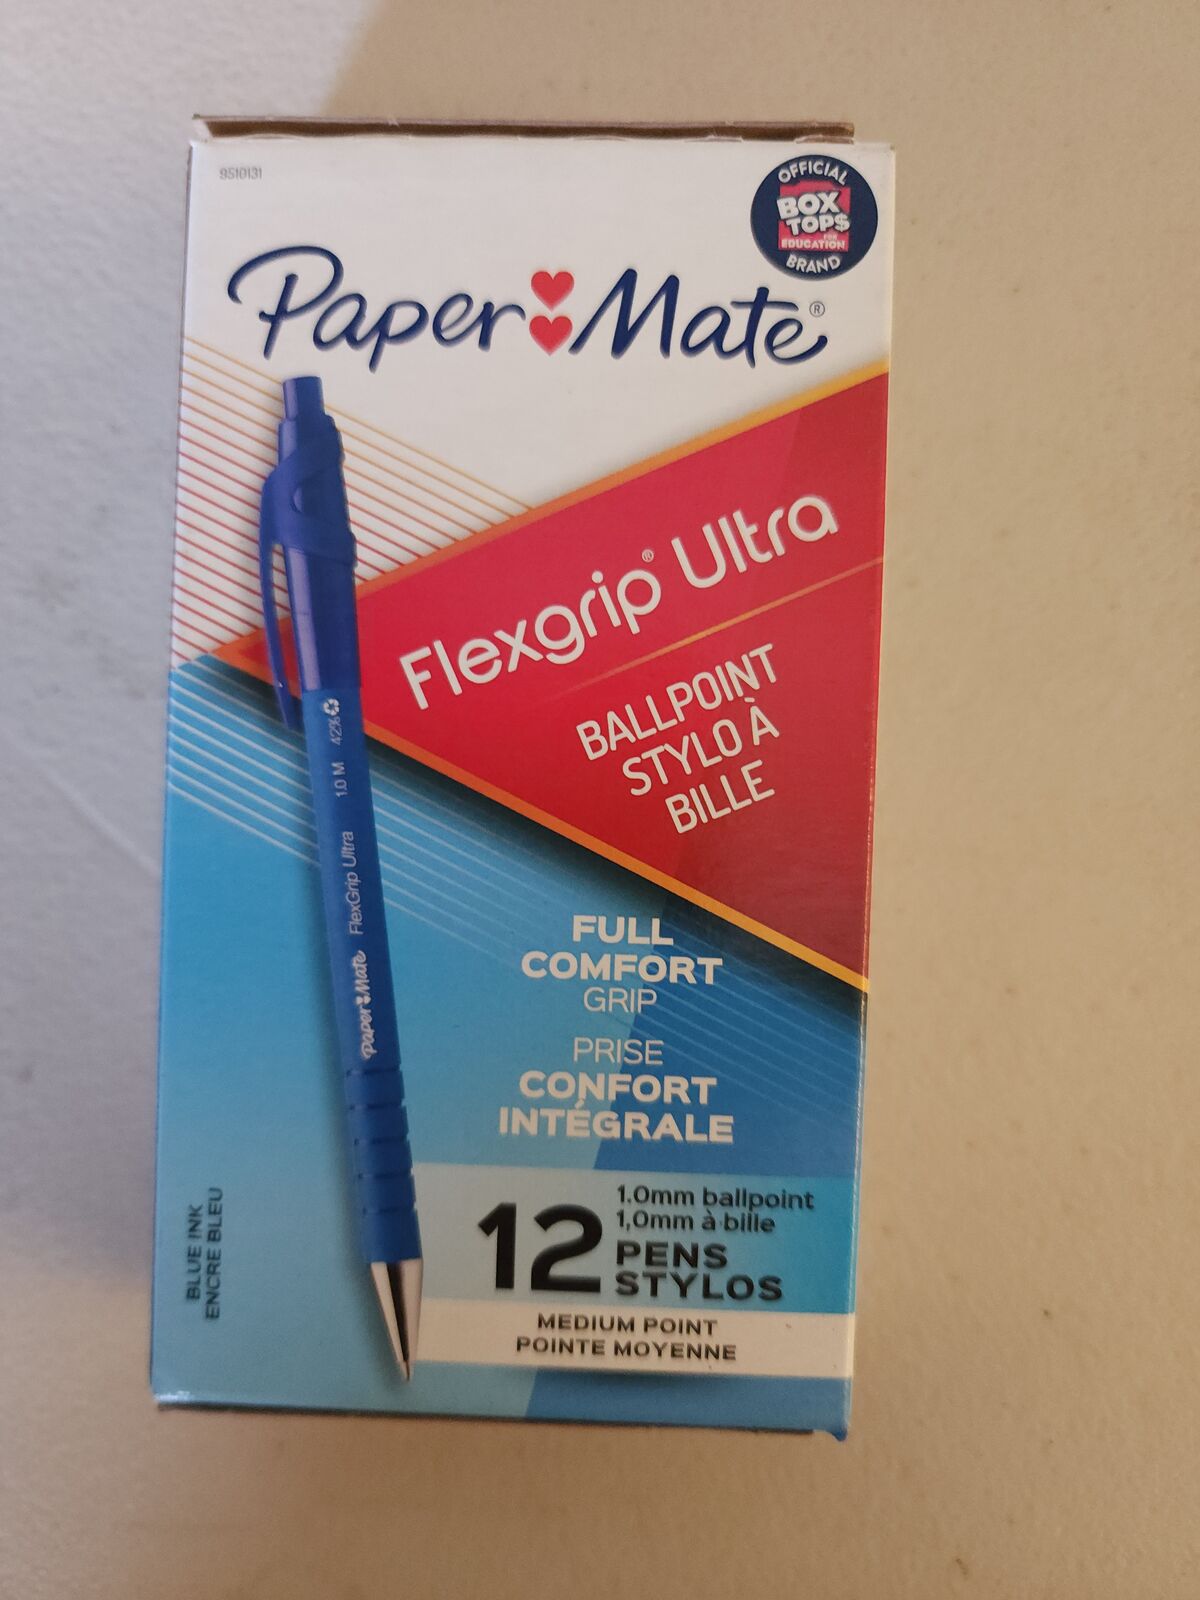 9510131
OFFICIAL
BOX
TOPS
FOR
EDUCATION
BRAND
Paper Mate®
Flexgrip® Ultra
BALLPOINT
STYLO À
BILLE
42%
1.0 M
FlexGrip Ultra
Paper Mate
FULL
COMFORT
GRIP
PRISE
CONFORT
INTÉGRALE
BLUE INK
ENCRE BLEU
12
1.0mm ballpoint
1,0mm à bille
PENS
STYLOS
MEDIUM POINT
POINTE MOYENNE